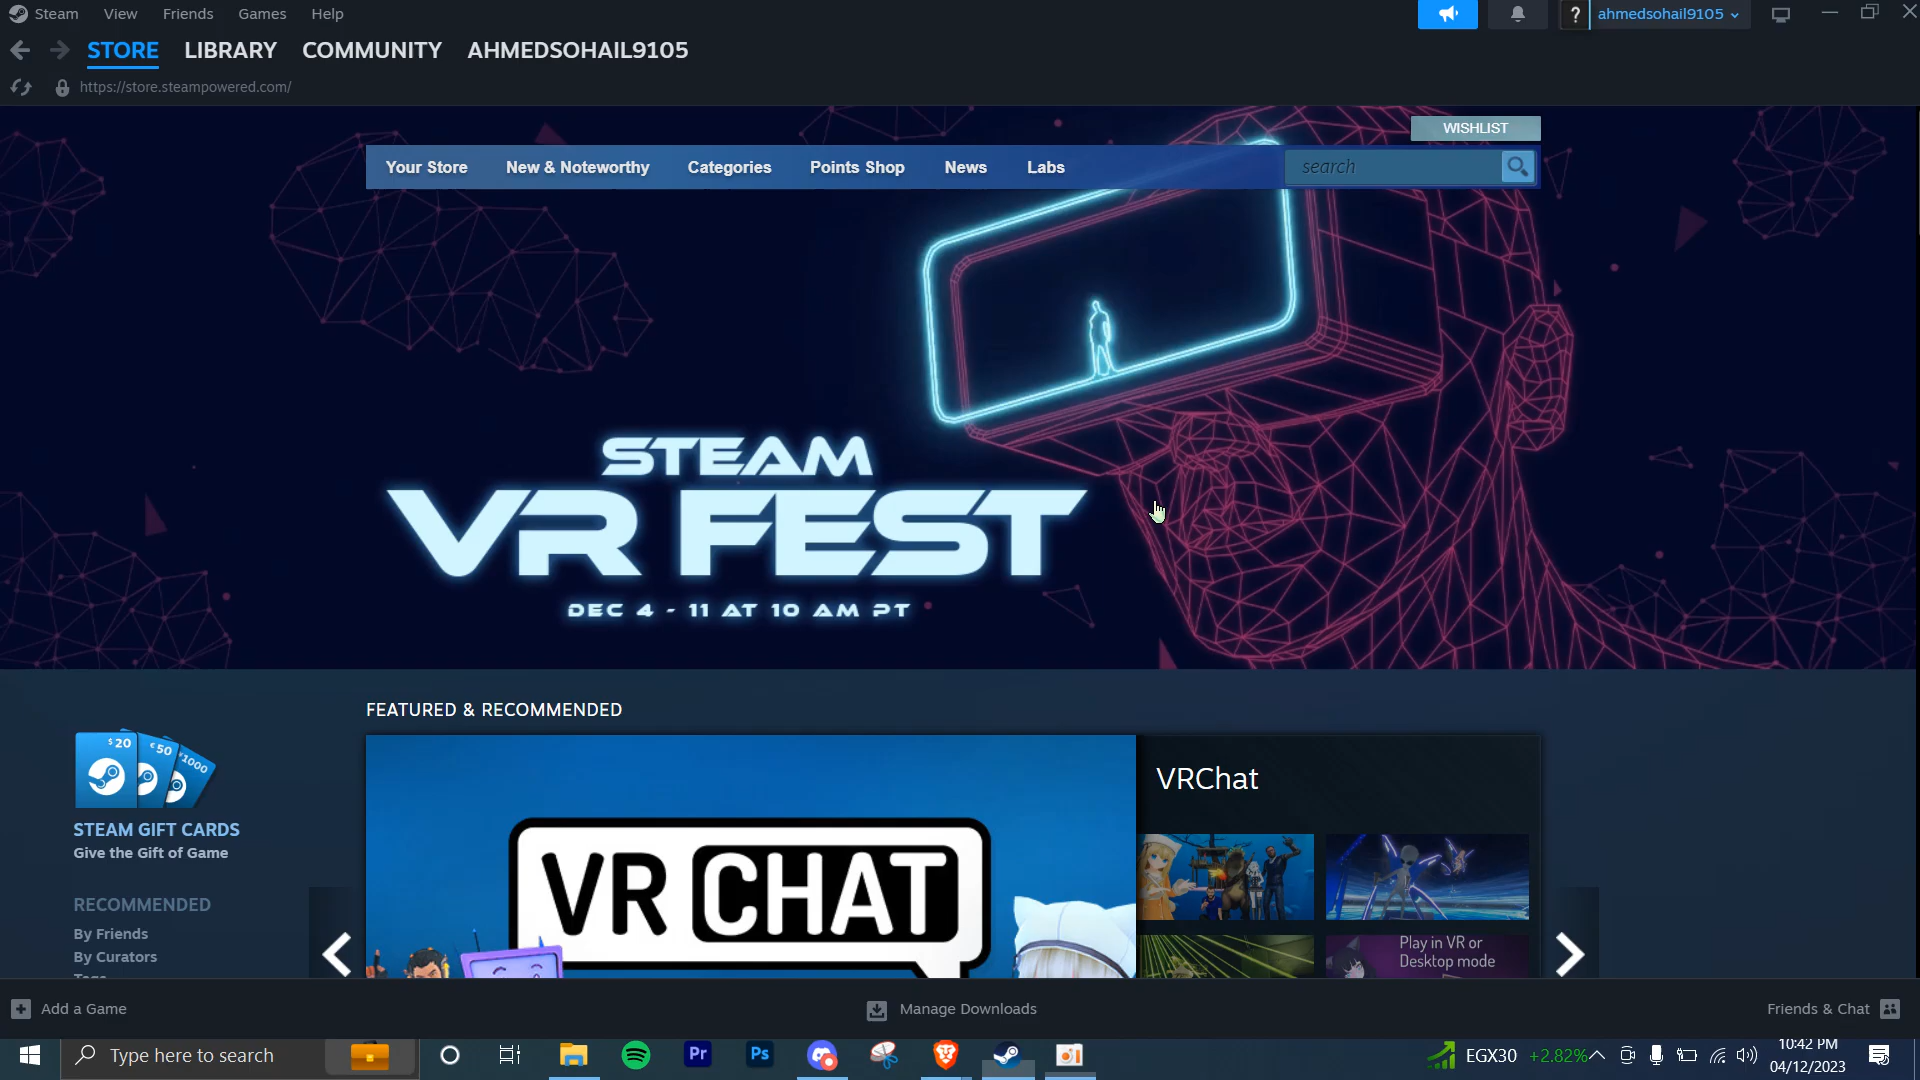 Steam View Friends Games Help
? ahmedsohail9105
STORE LIBRARY COMMUNITY AHMEDSOHAIL9105
https://store.steampowered.com/
WISHLIST
Your Store New & Noteworthy Categories Points Shop News Labs search
STEAM
VR FEST
DEC 4 - 11 AT 10 AM PT
FEATURED & RECOMMENDED
$20 €50 1000
STEAM GIFT CARDS
Give the Gift of Game
VRChat
VR CHAT
RECOMMENDED
By Friends
By Curators
Tags
Play in VR or
Desktop mode
Add a Game Manage Downloads Friends & Chat
Type here to search Pr Ps EGX30 +2.82% 10:42 PM
04/12/2023